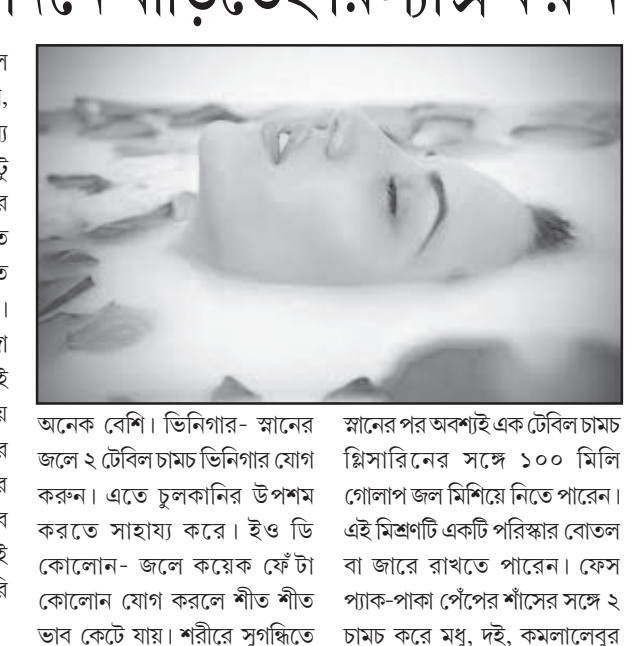 অনেক বেশি। ভিনিগার- স্নানের
জলে ২ টেবিল চামচ ভিনিগার যোগ
করুন। এতে চুলকানির উপশম
করতে সাহায্য করে। ইও ডি
কোলোন- জলে কয়েক ফোঁটা
কোলোন যোগ করলে শীত শীত
ভাব কেটে যায়। শরীরে সুগন্ধিতে
স্নানের পর অবশ্যই এক টেবিল চামচ
গ্লিসারিনের সঙ্গে ১০০ মিলি
গোলাপ জল মিশিয়ে নিতে পারেন।
এই মিশ্রণটি একটি পরিস্কার বোতল
বা জারে রাখতে পারেন। ফেস
প্যাক-পাকা পেঁপের শাঁসের সঙ্গে ২
চামচ করে মধু, দই, কমলালেবুর